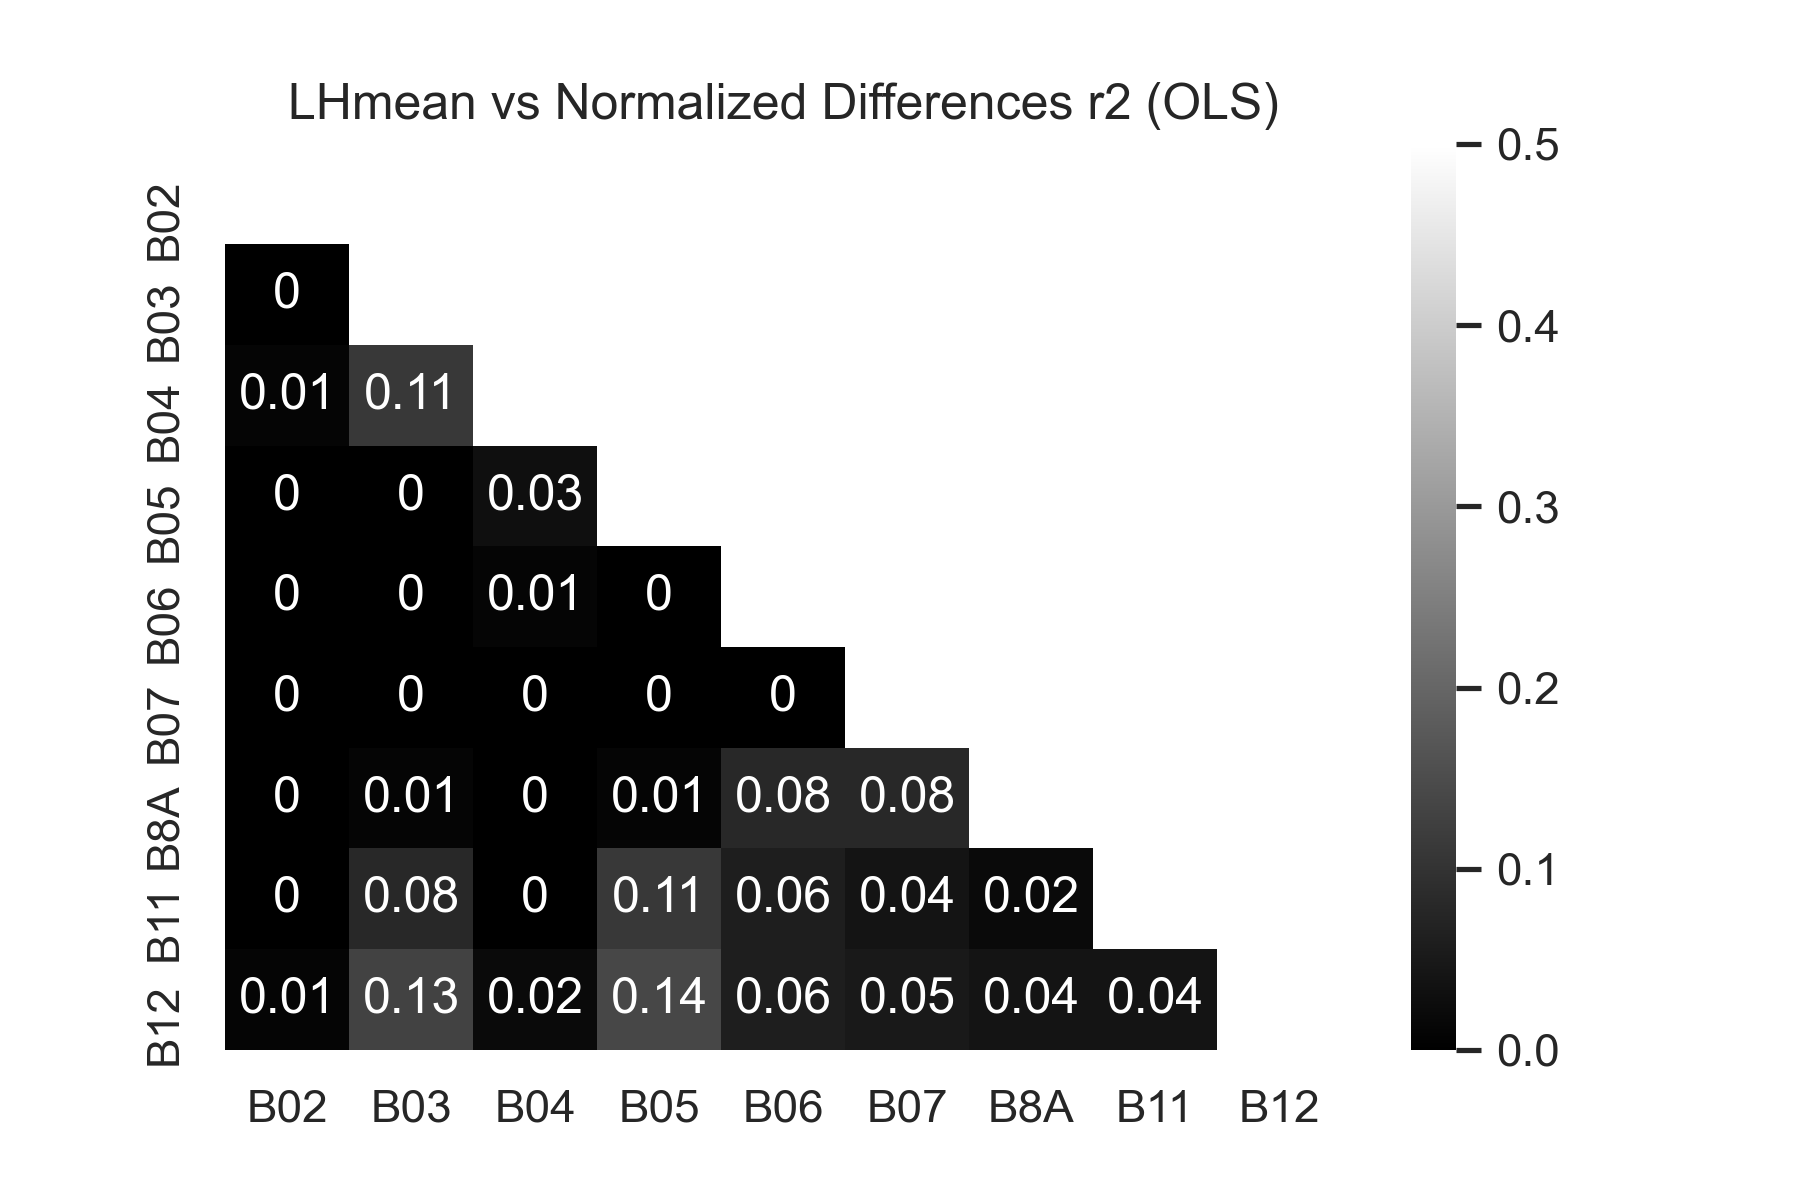 LHmean vs Normalized Differences r2 (OLS)
B02
B03 0
B04 0.01 0.11
B05 0 0 0.03
B06 0 0 0.01 0
B07 0 0 0 0 0
B8A 0 0.01 0 0.01 0.08 0.08
B11 0 0.08 0 0.11 0.06 0.04 0.02
B12 0.01 0.13 0.02 0.14 0.06 0.05 0.04 0.04
B02 B03 B04 B05 B06 B07 B8A B11 B12
0.5
0.4
0.3
0.2
0.1
0.0